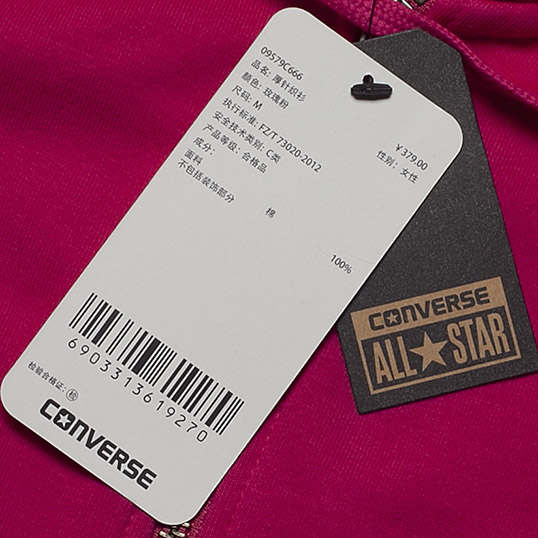 09579C666
品名: 厚针织衫
颜色: 玫瑰粉
尺码: M
执行标准: FZ/T 73020-2012
安全技术类别: C类
产品等级: 合格品
成分:
面料
不包括装饰部分
棉
100%
¥379.00
性别: 女性
6903313619270
检验合格证: 检
CONVERSE
CONVERSE
ALL STAR